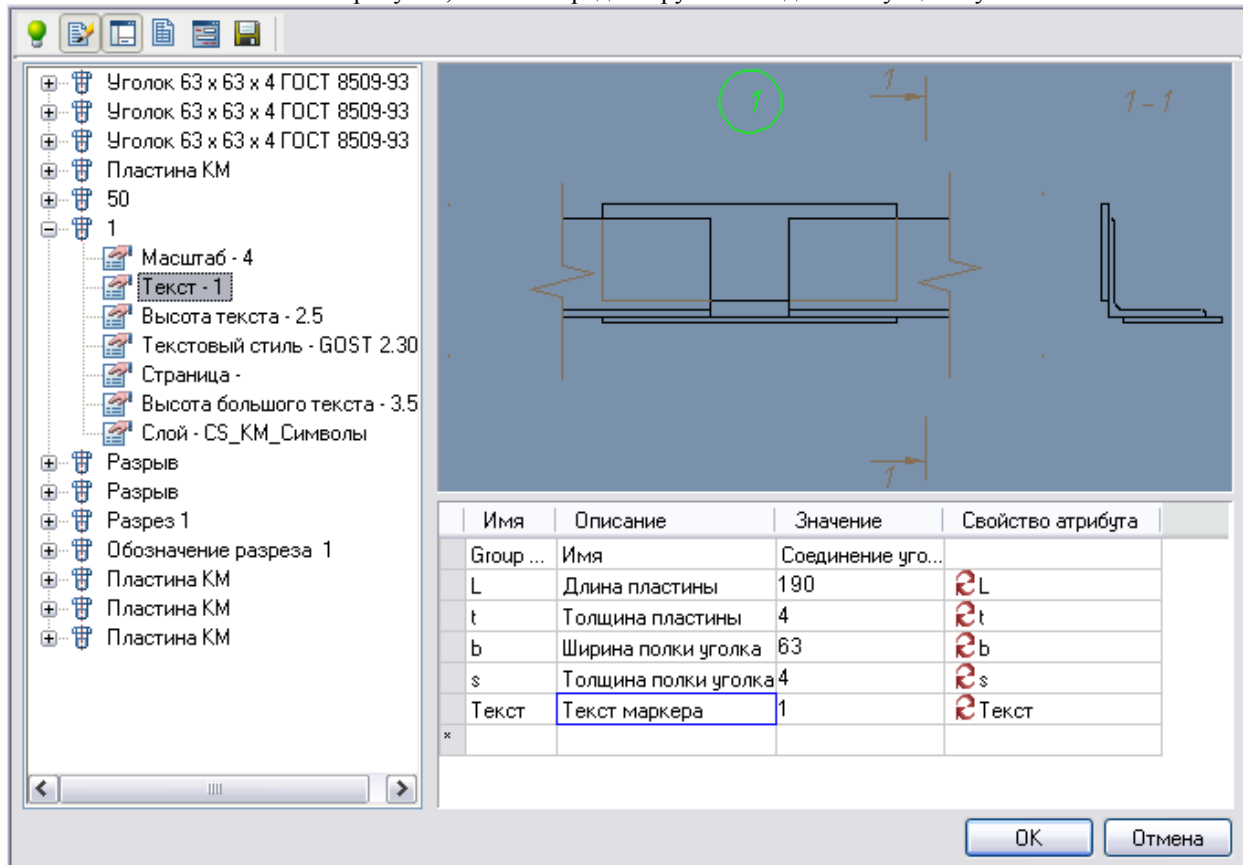 Уголок 63 x 63 x 4 ГОСТ 8509-93
Уголок 63 x 63 x 4 ГОСТ 8509-93
Уголок 63 x 63 x 4 ГОСТ 8509-93
Пластина КМ
50
1
Масштаб - 4
Текст - 1
Высота текста - 2.5
Текстовый стиль - GOST 2.30
Страница -
Высота большого текста - 3.5
Слой - CS_KM_Символы
Разрыв
Разрыв
Разрез 1
Обозначение разреза 1
Пластина КМ
Пластина КМ
Пластина КМ
1
1
1 - 1
1
Имя Описание Значение Свойство атрибута
Group ... Имя Соединение уго...
L Длина пластины 190 L
t Толщина пластины 4 t
b Ширина полки уголка 63 b
s Толщина полки уголка 4 s
Текст Текст маркера 1 Текст
*
OK Отмена